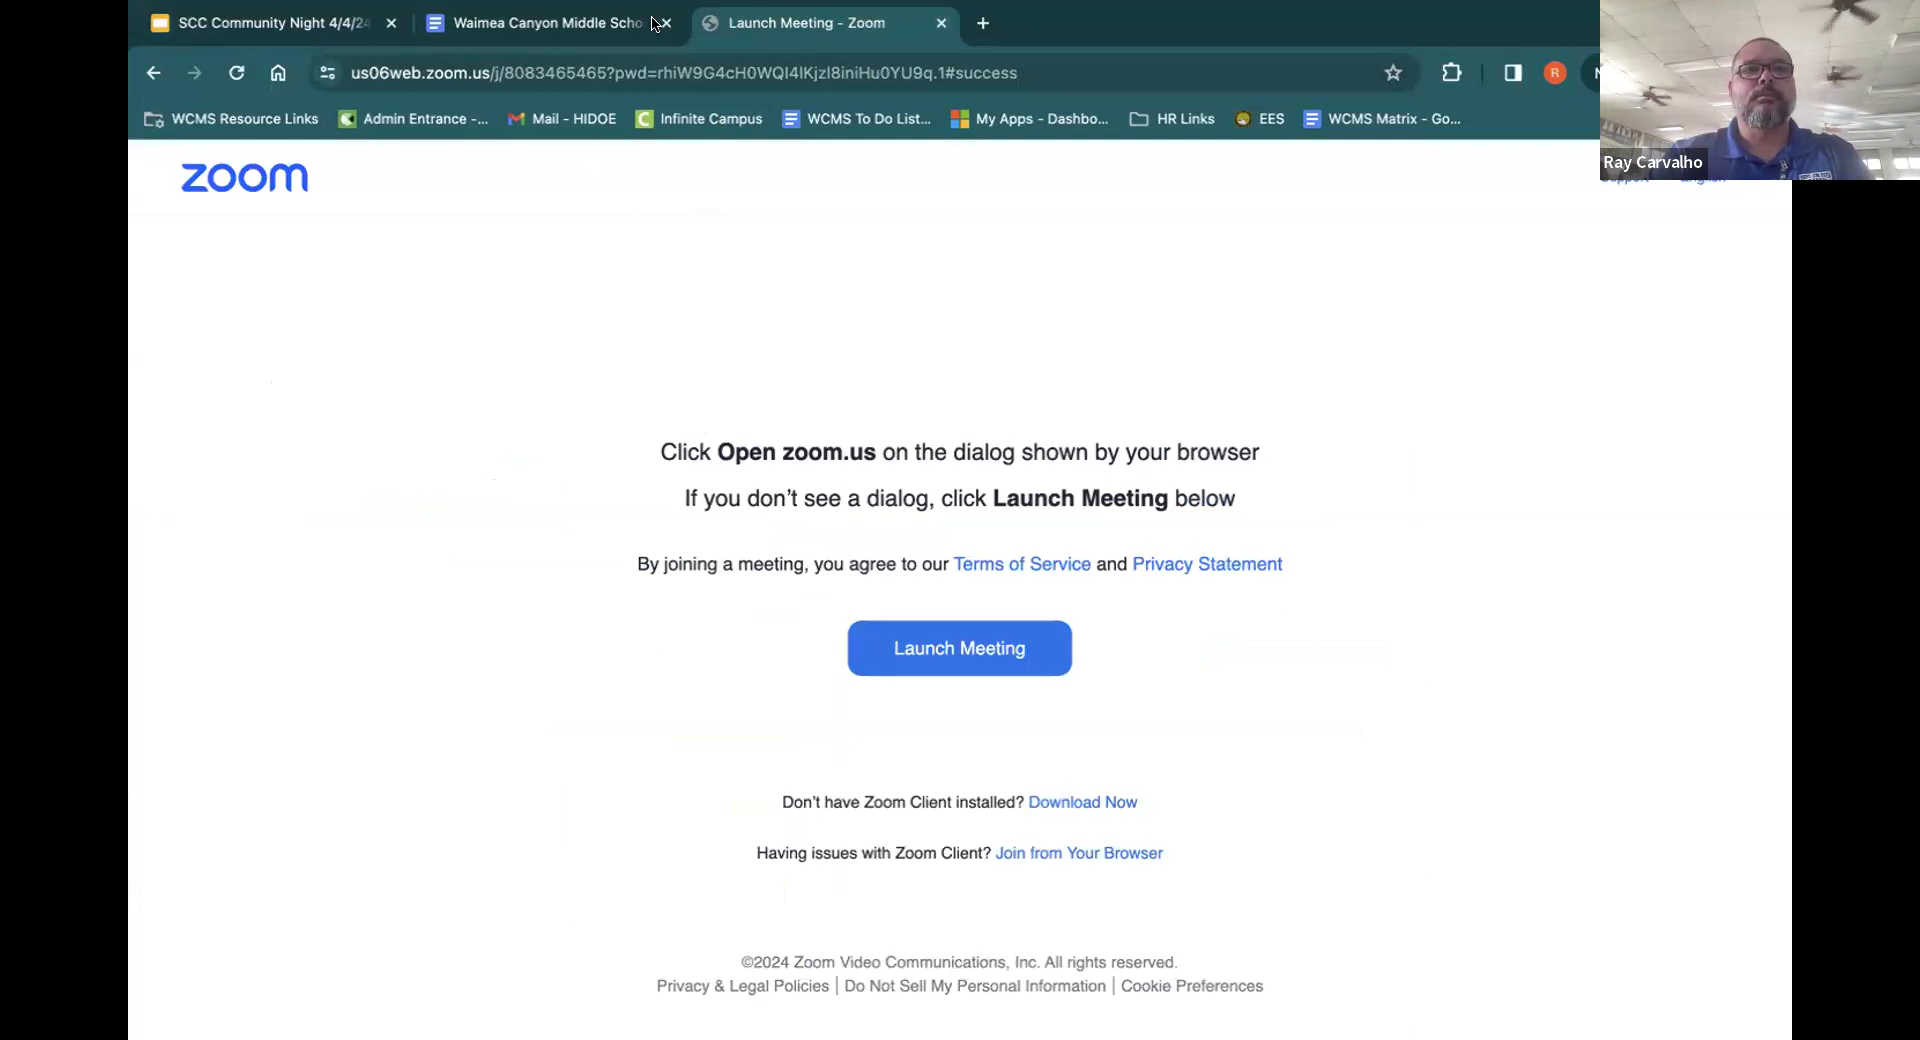 SCC Community Night 4/4/24
Waimea Canyon Middle Scho
Launch Meeting - Zoom
us06web.zoom.us/j/8083465465?pwd=rhiW9G4cH0WQI4lKjzI8iniHu0YU9q.1#success
R
N
WCMS Resource Links
Admin Entrance -...
Mail - HIDOE
Infinite Campus
WCMS To Do List...
My Apps - Dashbo...
HR Links
EES
WCMS Matrix - Go...
Ray Carvalho
zoom
Support English
Click Open zoom.us on the dialog shown by your browser
If you don’t see a dialog, click Launch Meeting below
By joining a meeting, you agree to our Terms of Service and Privacy Statement
Launch Meeting
Don’t have Zoom Client installed? Download Now
Having issues with Zoom Client? Join from Your Browser
©2024 Zoom Video Communications, Inc. All rights reserved.
Privacy & Legal Policies | Do Not Sell My Personal Information | Cookie Preferences